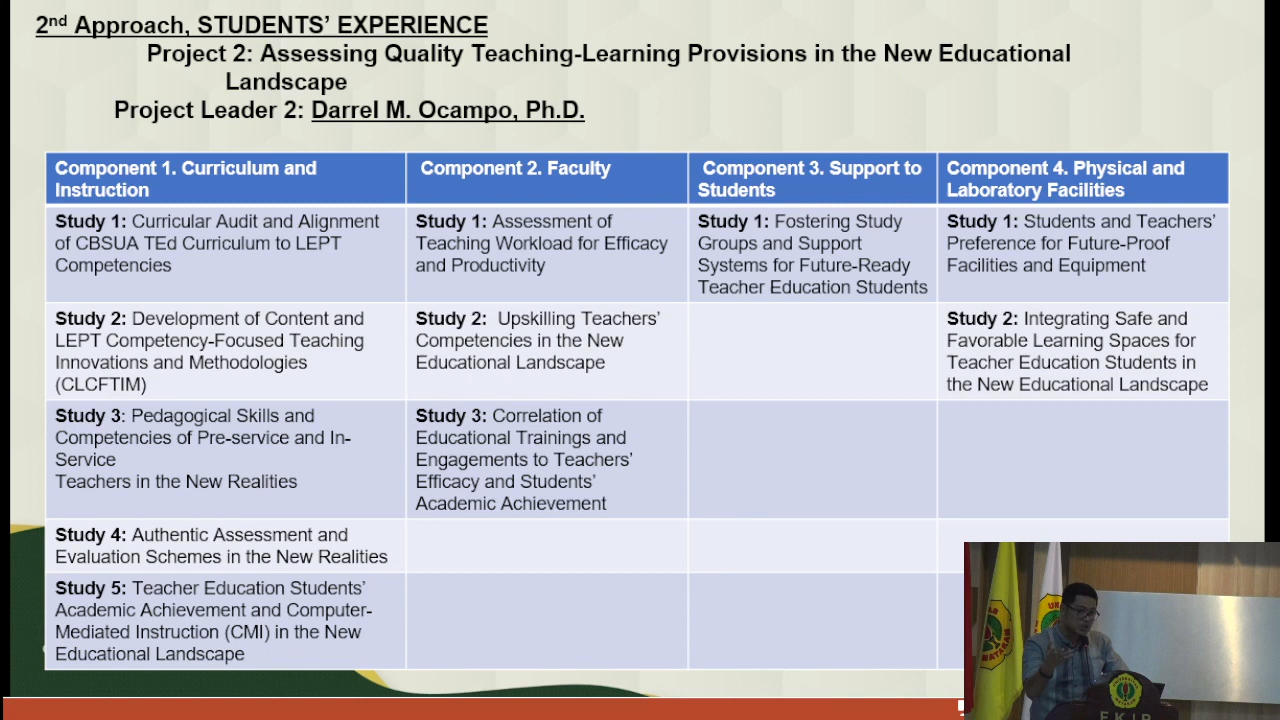 2nd Approach, STUDENTS' EXPERIENCE
Project 2: Assessing Quality Teaching-Learning Provisions in the New Educational
Landscape
Project Leader 2: Darrel M. Ocampo, Ph.D.
Component 1. Curriculum and
Instruction
Component 2. Faculty
Component 3. Support to
Students
Component 4. Physical and
Laboratory Facilities
Study 1: Curricular Audit and Alignment
of CBSUA TEd Curriculum to LEPT
Competencies
Study 1: Assessment of
Teaching Workload for Efficacy
and Productivity
Study 1: Fostering Study
Groups and Support
Systems for Future-Ready
Teacher Education Students
Study 1: Students and Teachers'
Preference for Future-Proof
Facilities and Equipment
Study 2: Development of Content and
LEPT Competency-Focused Teaching
Innovations and Methodologies
(CLCFTIM)
Study 2: Upskilling Teachers'
Competencies in the New
Educational Landscape
Study 2: Integrating Safe and
Favorable Learning Spaces for
Teacher Education Students in
the New Educational Landscape
Study 3: Pedagogical Skills and
Competencies of Pre-service and In-
Service
Teachers in the New Realities
Study 3: Correlation of
Educational Trainings and
Engagements to Teachers'
Efficacy and Students'
Academic Achievement
Study 4: Authentic Assessment and
Evaluation Schemes in the New Realities
Study 5: Teacher Education Students'
Academic Achievement and Computer-
Mediated Instruction (CMI) in the New
Educational Landscape
FKIP